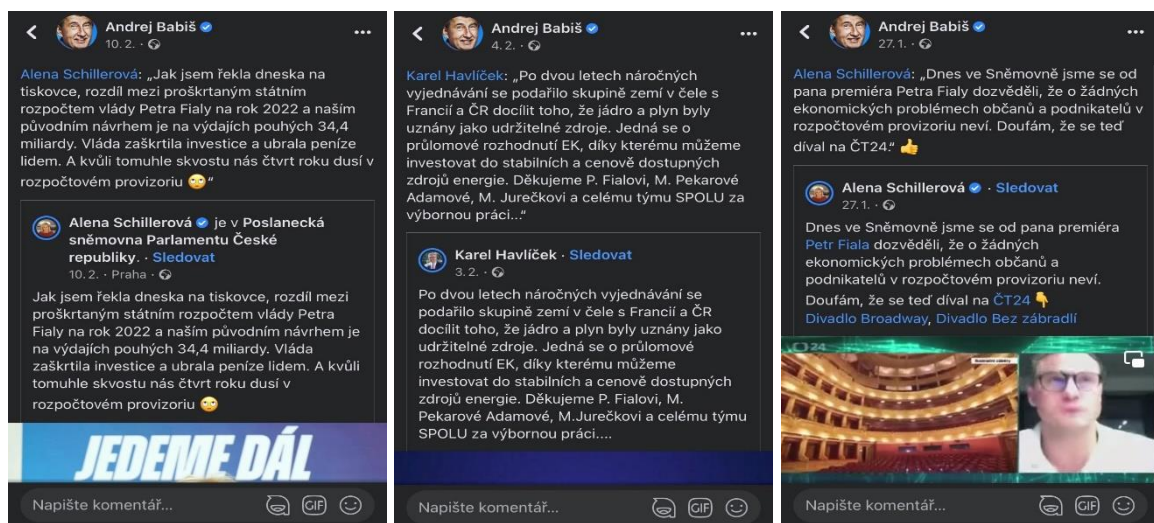 Andrej Babiš
10. 2. ·
Alena Schillerová: „Jak jsem řekla dneska na
tiskovce, rozdíl mezi proškrtaným státním
rozpočtem vlády Petra Fialy na rok 2022 a naším
původním návrhem je na výdajích pouhých 34,4
miliardy. Vláda zaškrtila investice a ubrala peníze
lidem. A kvůli tomuhle skvostu nás čtvrt roku dusí v
rozpočtovém provizoriu 🙄“
Alena Schillerová je v Poslanecká
sněmovna Parlamentu České
republiky. · Sledovat
10. 2. · Praha ·
Jak jsem řekla dneska na tiskovce, rozdíl mezi
proškrtaným státním rozpočtem vlády Petra
Fialy na rok 2022 a naším původním návrhem je
na výdajích pouhých 34,4 miliardy. Vláda
zaškrtila investice a ubrala peníze lidem. A kvůli
tomuhle skvostu nás čtvrt roku dusí v
rozpočtovém provizoriu 🙄
JEDEME DÁL
Napište komentář...
GIF
Andrej Babiš
4. 2. ·
Karel Havlíček: „Po dvou letech náročných
vyjednávání se podařilo skupině zemí v čele s
Francií a ČR docílit toho, že jádro a plyn byly
uznány jako udržitelné zdroje. Jedná se o
průlomové rozhodnutí EK, díky kterému můžeme
investovat do stabilních a cenově dostupných
zdrojů energie. Děkujeme P. Fialovi, M. Pekarové
Adamové, M. Jurečkovi a celému týmu SPOLU za
výbornou práci...“
Karel Havlíček · Sledovat
3. 2. ·
Po dvou letech náročných vyjednávání se
podařilo skupině zemí v čele s Francií a ČR
docílit toho, že jádro a plyn byly uznány jako
udržitelné zdroje. Jedná se o průlomové
rozhodnutí EK, díky kterému můžeme
investovat do stabilních a cenově dostupných
zdrojů energie. Děkujeme P. Fialovi, M.
Pekarové Adamové, M.Jurečkovi a celému týmu
SPOLU za výbornou práci....
Napište komentář...
GIF
Andrej Babiš
27. 1. ·
Alena Schillerová: „Dnes ve Sněmovně jsme se od
pana premiéra Petra Fialy dozvěděli, že o žádných
ekonomických problémech občanů a podnikatelů v
rozpočtovém provizoriu neví. Doufám, že se teď
díval na ČT24.“ 👍
Alena Schillerová · Sledovat
27. 1. ·
Dnes ve Sněmovně jsme se od pana premiéra
Petr Fiala dozvěděli, že o žádných
ekonomických problémech občanů a
podnikatelů v rozpočtovém provizoriu neví.
Doufám, že se teď díval na ČT24 👇
Divadlo Broadway, Divadlo Bez zábradlí
24
Napište komentář...
GIF